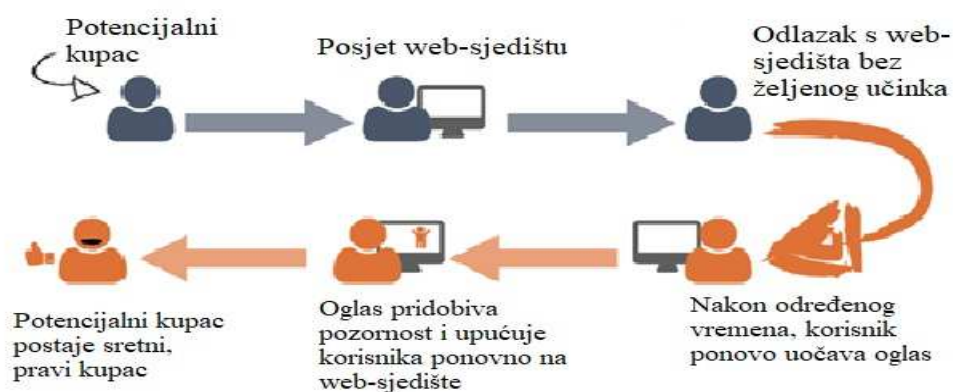 Potencijalni
kupac
Posjet web-sjedištu
Odlazak s web-
sjedišta bez
željenog učinka
Nakon određenog
vremena, korisnik
ponovo uočava oglas
Oglas pridobiva
pozornost i upućuje
korisnika ponovno na
web-sjedište
Potencijalni kupac
postaje sretni,
pravi kupac